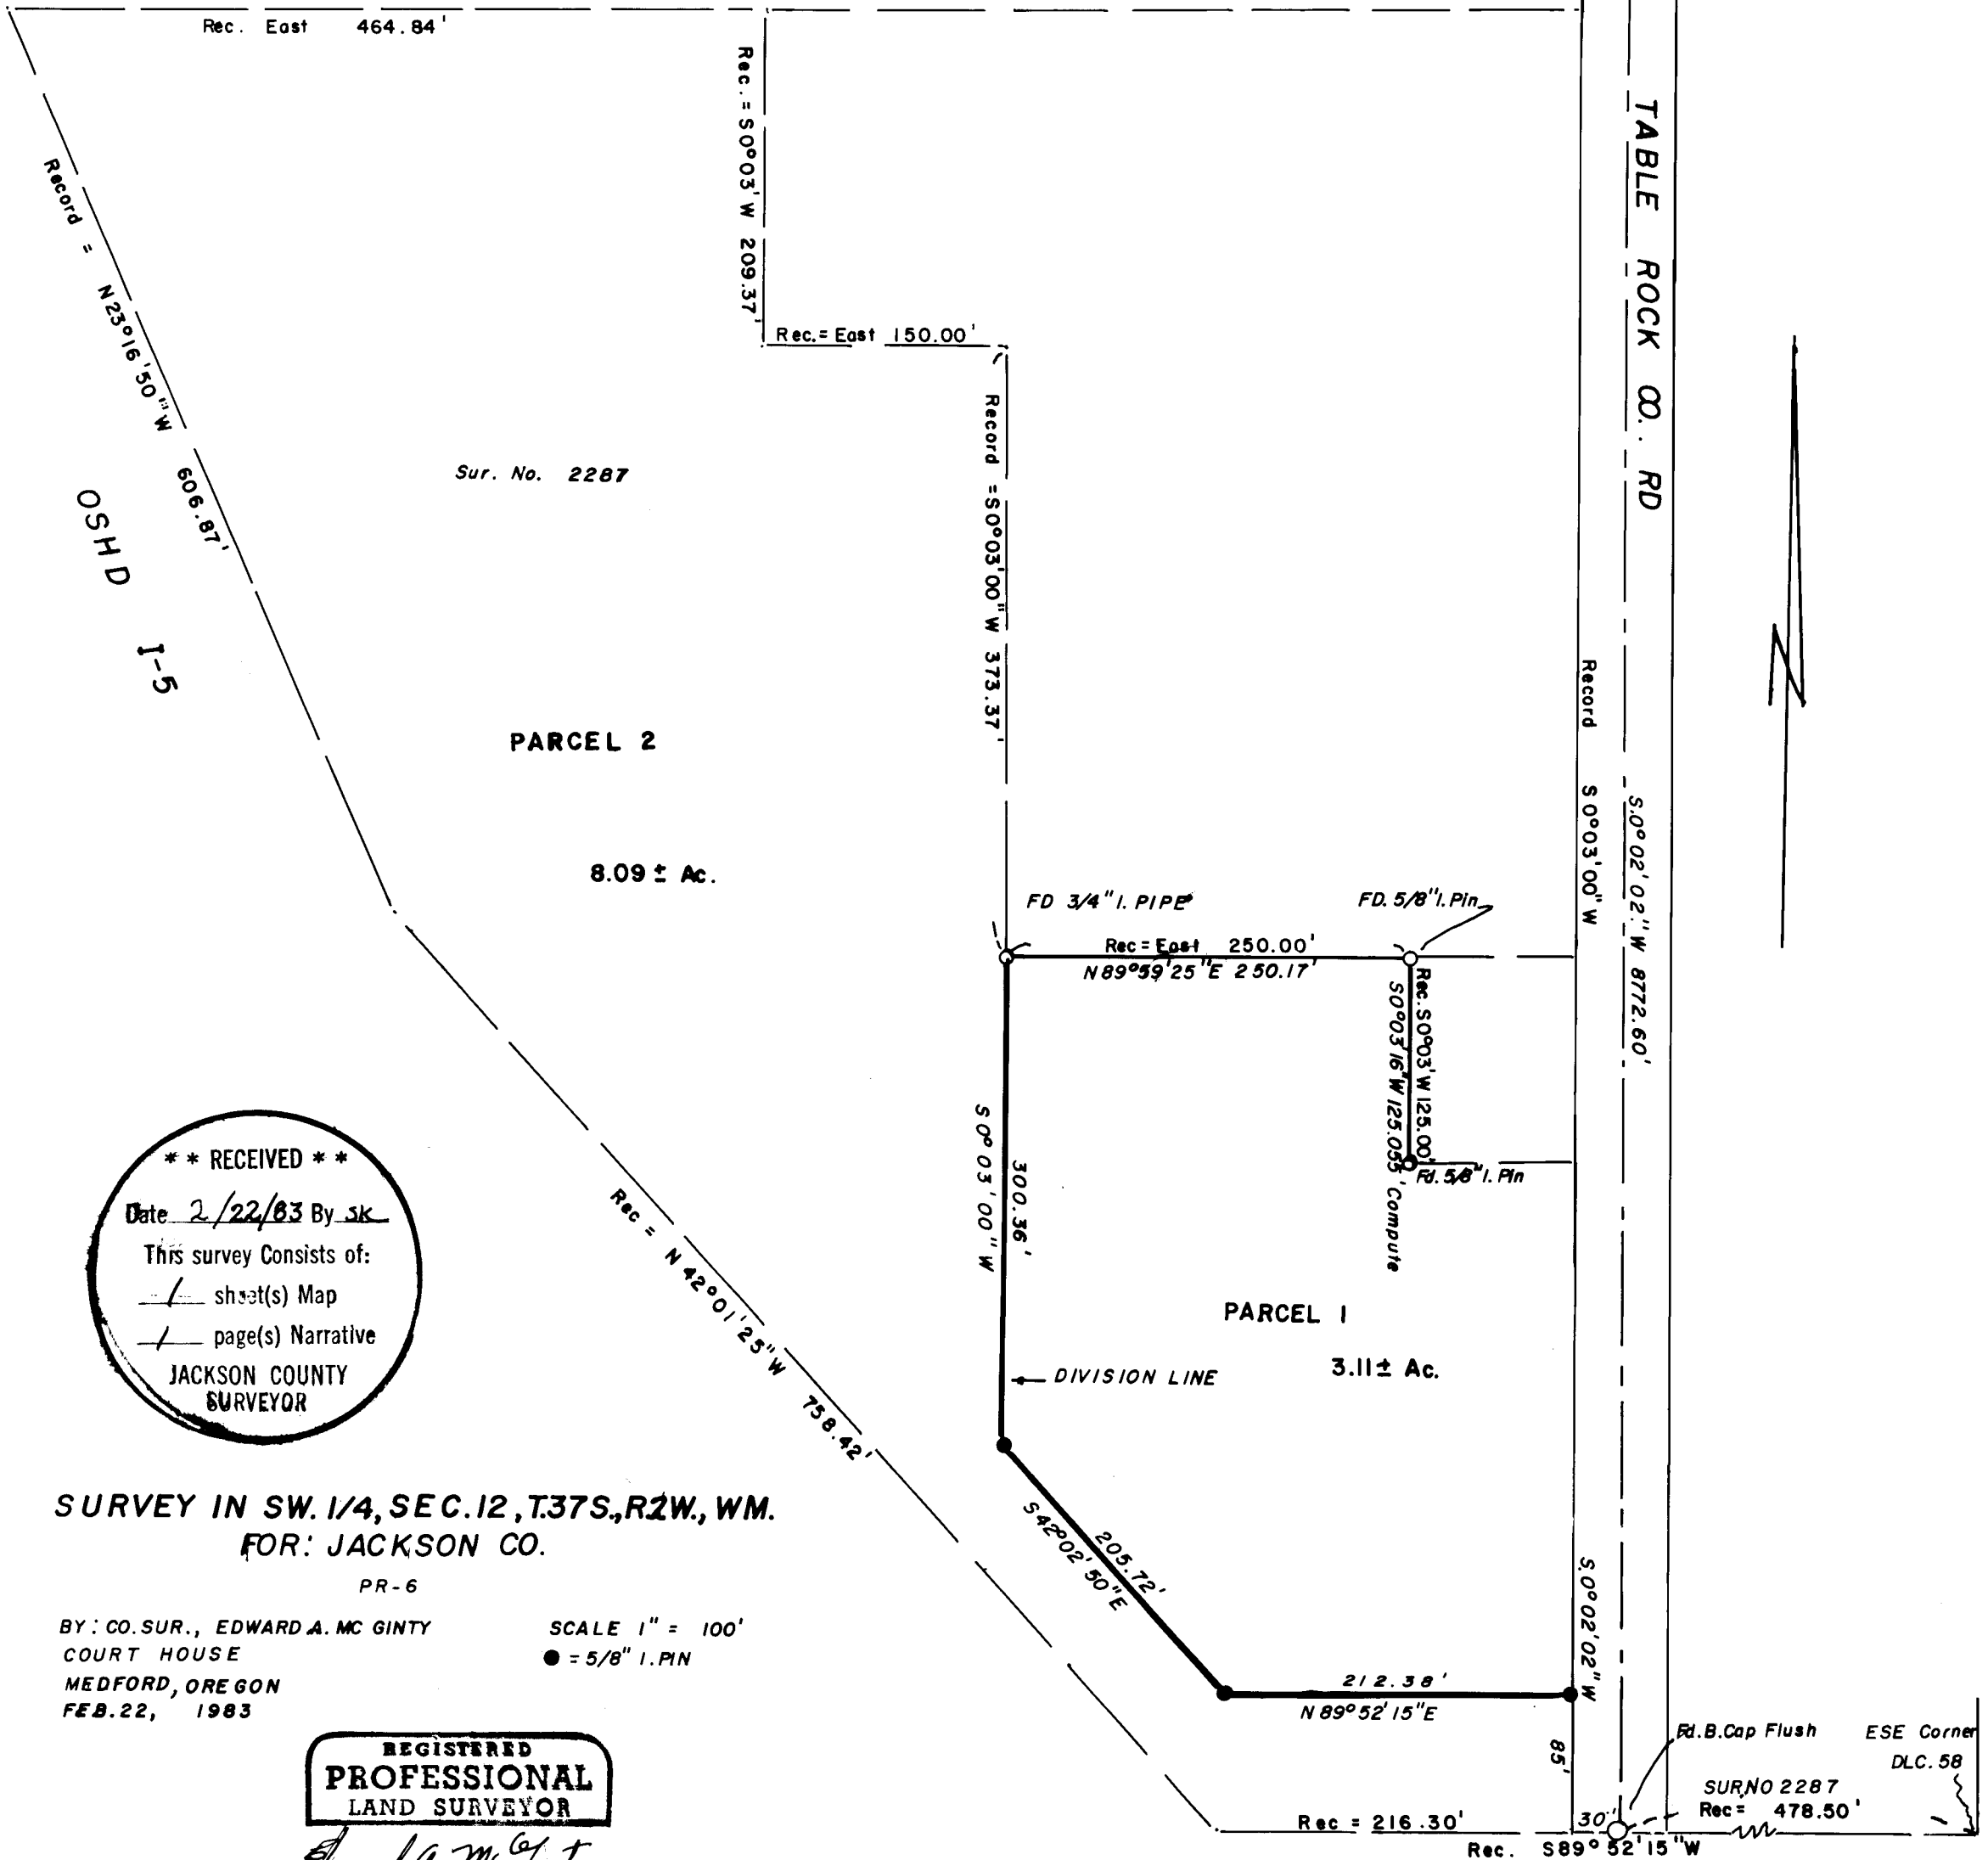 Rec. East 464.84'
Rec. = S0°03'W 209.37'
Rec. = East 150.00'
Record = N23°16'50"W 606.87'
Sur. No. 2287
OSHD I-5
Record = S0°03'00"W 373.37'
TABLE ROCK CO. RD
Record S0°03'00"W
S.0°02'02."W 8772.60'
PARCEL 2
8.09 ± Ac.
FD 3/4" I. PIPE
FD. 5/8" I. Pin
Rec = East 250.00'
N89°59'25"E 250.17'
Rec. S0°03'W 125.00'
S0°03'16"W 125.055' Compute
Fd. 5/8" I. Pin
S0°03'00"W
300.36'
Rec = N42°01'25"W 758.42'
PARCEL 1
3.11± Ac.
DIVISION LINE
205.72'
S42°02'50"E
212.38'
N89°52'15"E
S.0°02'02"W
85'
30'
Fd.B.Cap Flush
ESE Corner
DLC. 58
SUR.NO 2287
Rec= 478.50'
Rec = 216.30'
Rec. S89°52'15"W
* * RECEIVED * *
Date 2/22/83 By SK
This survey Consists of:
1 sheet(s) Map
1 page(s) Narrative
JACKSON COUNTY
SURVEYOR
SURVEY IN SW. 1/4, SEC. 12, T.37S., R.2W., WM.
FOR: JACKSON CO.
PR-6
BY: CO. SUR., EDWARD A. MC GINTY
COURT HOUSE
MEDFORD, OREGON
FEB. 22, 1983
SCALE 1" = 100'
● = 5/8" I. PIN
REGISTERED
PROFESSIONAL
LAND SURVEYOR
N